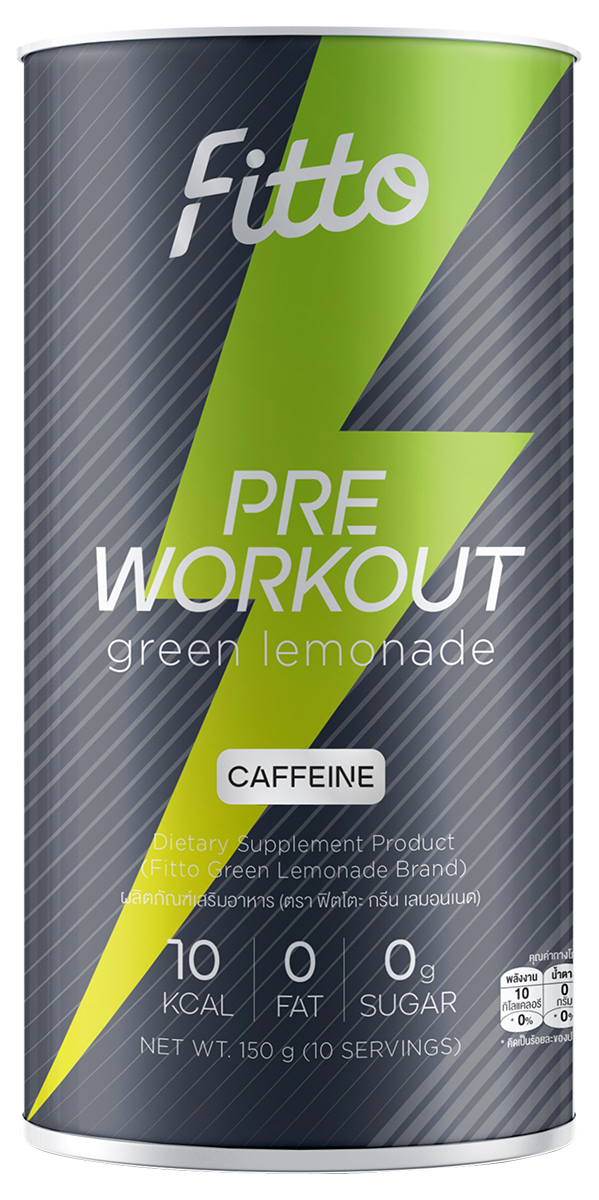 Fitto
PRE
WORKOUT
green lemonade
CAFFEINE
Dietary Supplement Product
(Fitto Green Lemonade Brand)
ผลิตภัณฑ์เสริมอาหาร (ตรา ฟิตโตะ กรีน เลมอนเนด)
10 0 0g
KCAL FAT SUGAR
NET WT. 150 g (10 SERVINGS)
พลังงาน
10
กิโลแคลอรี
* 0%
0
กรัม
* 0%